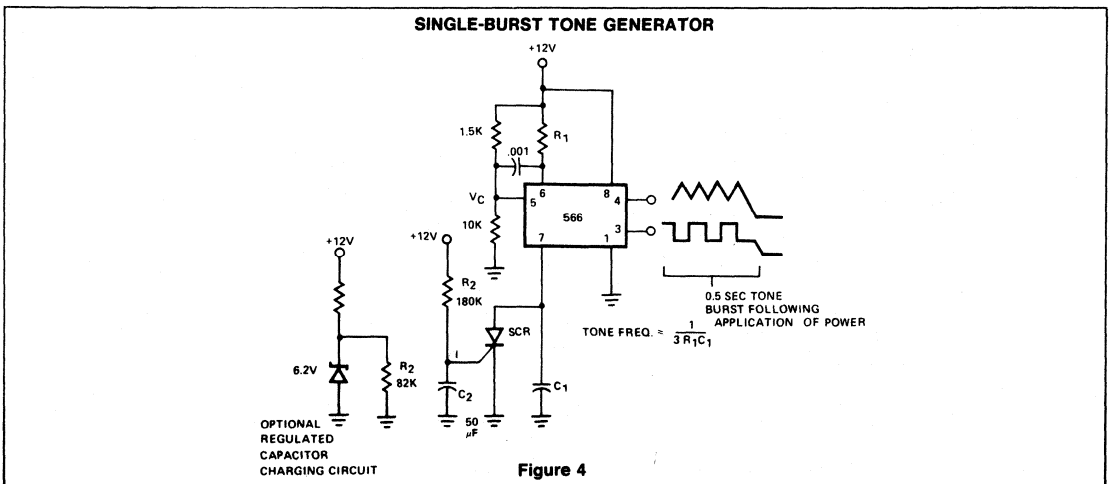 SINGLE-BURST TONE GENERATOR
+12V
1.5K
R1
.001
VC
6
8
5
4
566
3
10K
7
1
+12V
+12V
R2
180K
SCR
I
C2
C1
50
µF
6.2V
R2
82K
0.5 SEC TONE
BURST FOLLOWING
APPLICATION OF POWER
TONE FREQ. = 1 / 3 R1C1
OPTIONAL
REGULATED
CAPACITOR
CHARGING CIRCUIT
Figure 4